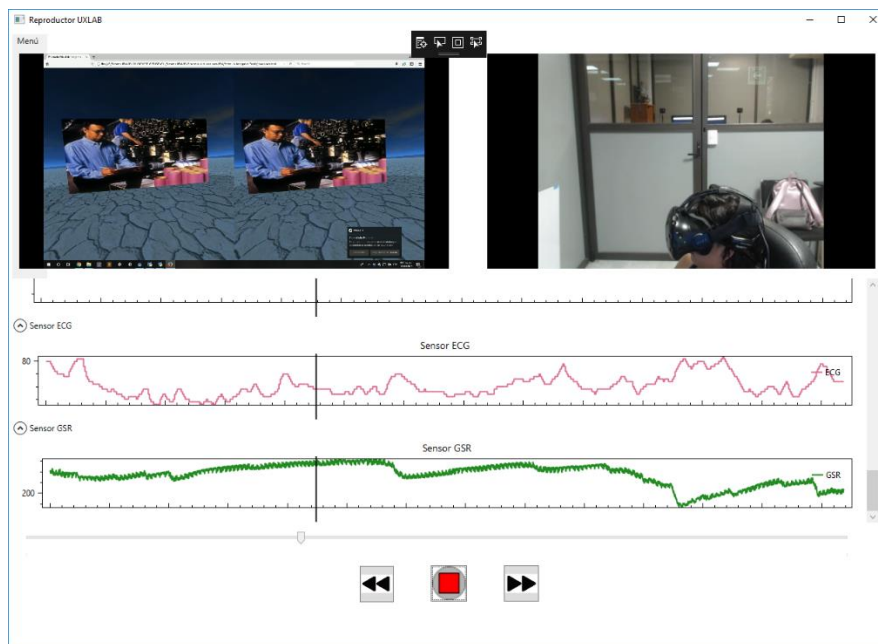 Reproductor UXLAB
Menú
Sensor ECG
Sensor ECG
80
ECG
Sensor GSR
Sensor GSR
GSR
200